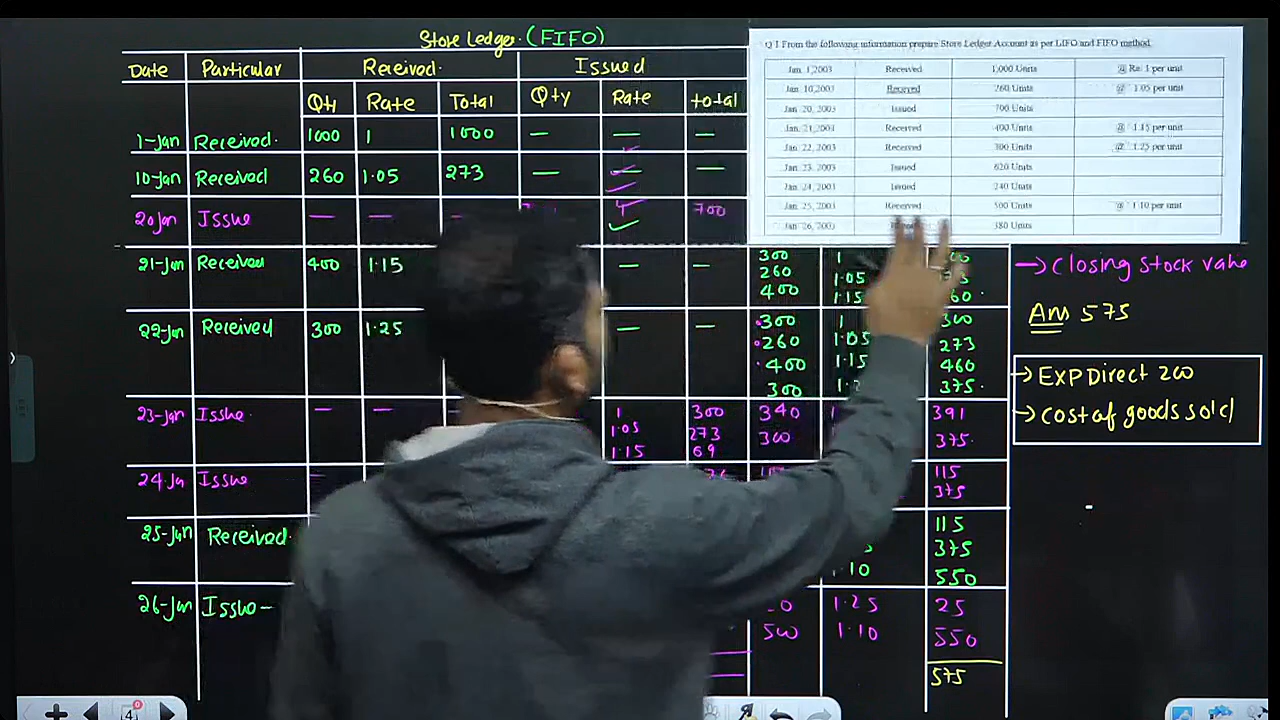 Store Ledger. (FIFO)
Date Particular Received. Issued
Qty Rate Total Qty Rate total
1-Jan Received. 1000 1 1000 — — —
10-Jan Received 260 1.05 273 — — —
20Jan Issue — — — 700
21-Jan Received 400 1.15 — — 300 1
260 1.05
400 1.15
22-Jan Received 300 1.25 — — 300 1 300
260 1.05 273
400 1.15 460
300 375.
23-Jan Issue. — — 1 300 340 391
1.05 273 300 375.
1.15 69
24-Jan Issue 115
375
25-Jan Received. 115
375
1.10 550
26-Jan Issue- 1.25 25
500 1.10 550
575
Q 1 From the following information prepare Store Ledger Account as per LIFO and FIFO method
Jan. 1,2003 Received 1,000 Units @ Re. 1 per unit
Jan. 10,2003 Received 260 Units @ 1.05 per unit
Jan. 20, 2003 Issued 700 Units
Jan. 21, 2003 Received 400 Units @ 1.15 per unit
Jan. 22, 2003 Received 300 Units @ 1.25 per unit
Jan. 23, 2003 Issued 620 Units
Jan. 24, 2003 Issued 240 Units
Jan. 25, 2003 Received 500 Units @ 1.10 per unit
Jan. 26, 2003 380 Units
→ Closing Stock value
Ans 575
→ EXP Direct 200
→ Cost of goods sold
4